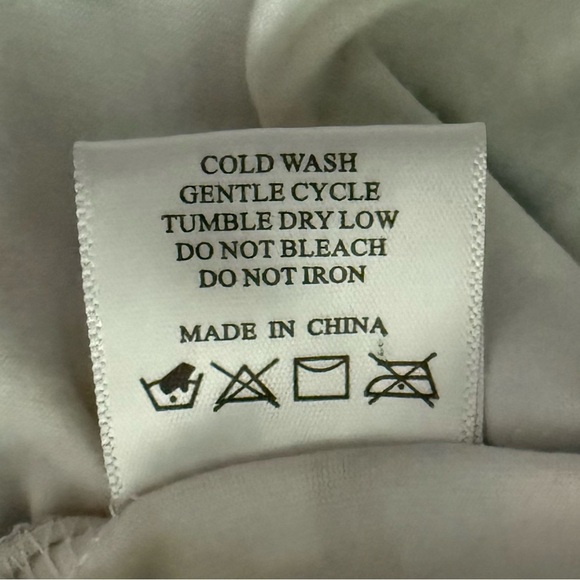 COLD WASH
GENTLE CYCLE
TUMBLE DRY LOW
DO NOT BLEACH
DO NOT IRON
MADE IN CHINA